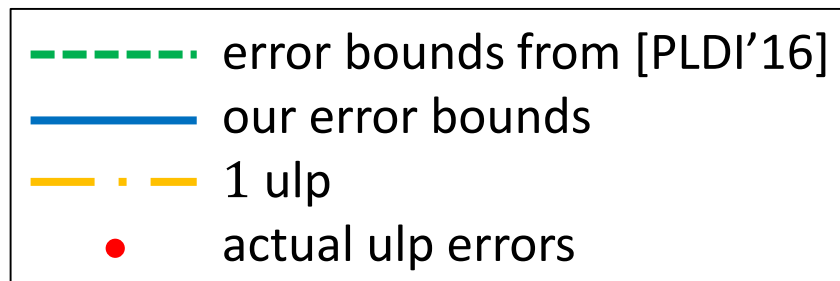 error bounds from [PLDI’16]
our error bounds
1 ulp
actual ulp errors